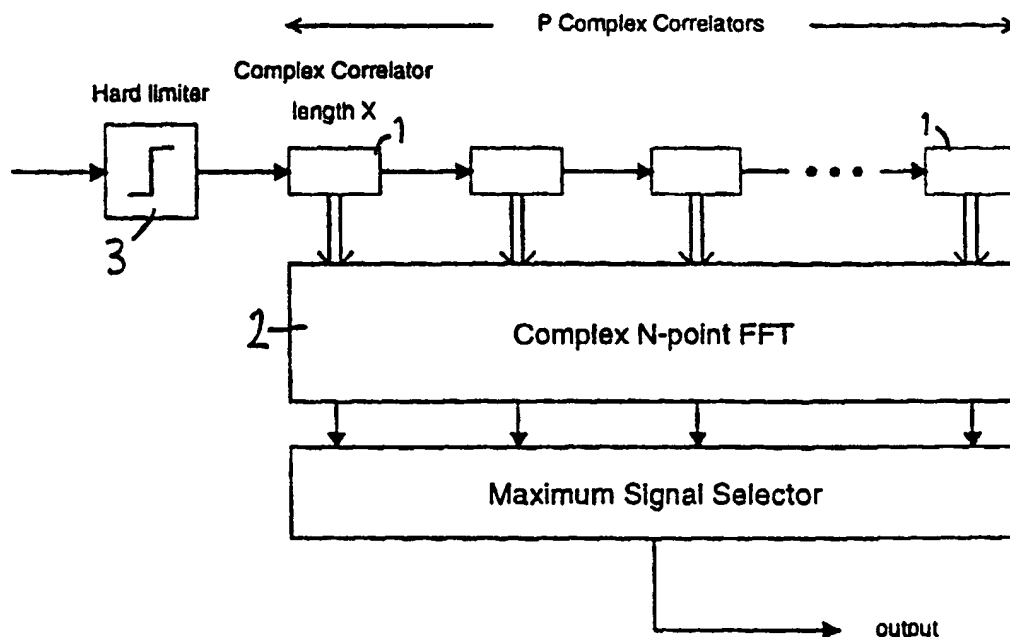 P Complex Correlators
Complex Correlator
length X
Hard limiter
1
1
3
2
Complex N-point FFT
Maximum Signal Selector
output